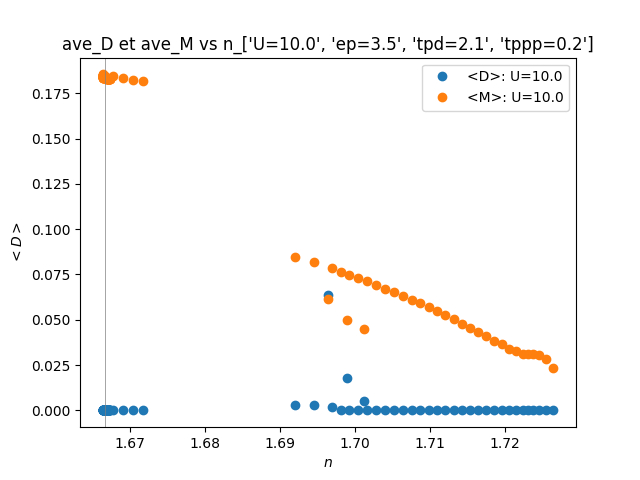 ave_D et ave_M vs n_['U=10.0', 'ep=3.5', 'tpd=2.1', 'tppp=0.2']
<D>: U=10.0
<M>: U=10.0
0.175
0.150
0.125
0.100
0.075
0.050
0.025
0.000
< D >
1.67 1.68 1.69 1.70 1.71 1.72
n